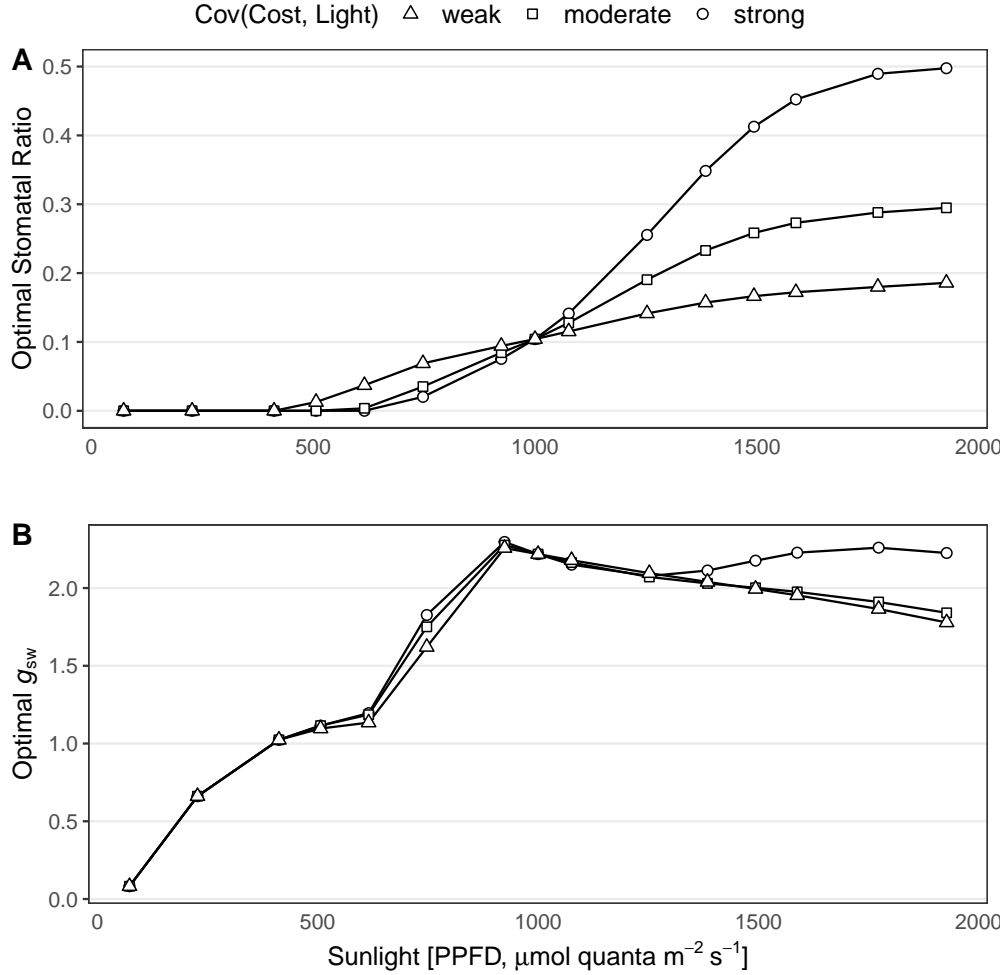 Cov(Cost, Light) weak moderate strong
A
Optimal Stomatal Ratio
0.5
0.4
0.3
0.2
0.1
0.0
0 500 1000 1500 2000
B
Optimal gsw
2.0
1.5
1.0
0.5
0.0
0 500 1000 1500 2000
Sunlight [PPFD, μmol quanta m⁻² s⁻¹]